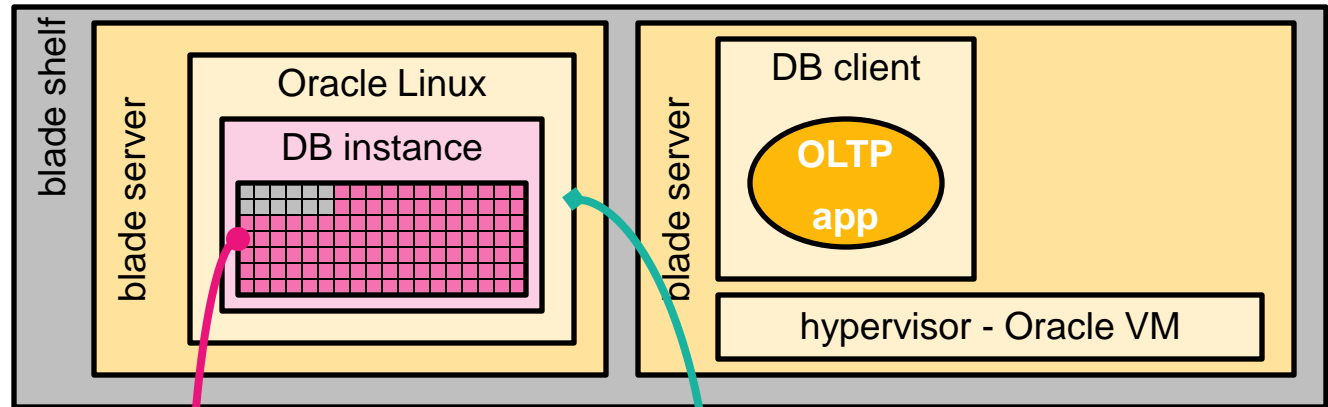 blade shelf
blade server
Oracle Linux
DB instance
blade server
DB client
OLTP
app
hypervisor - Oracle VM